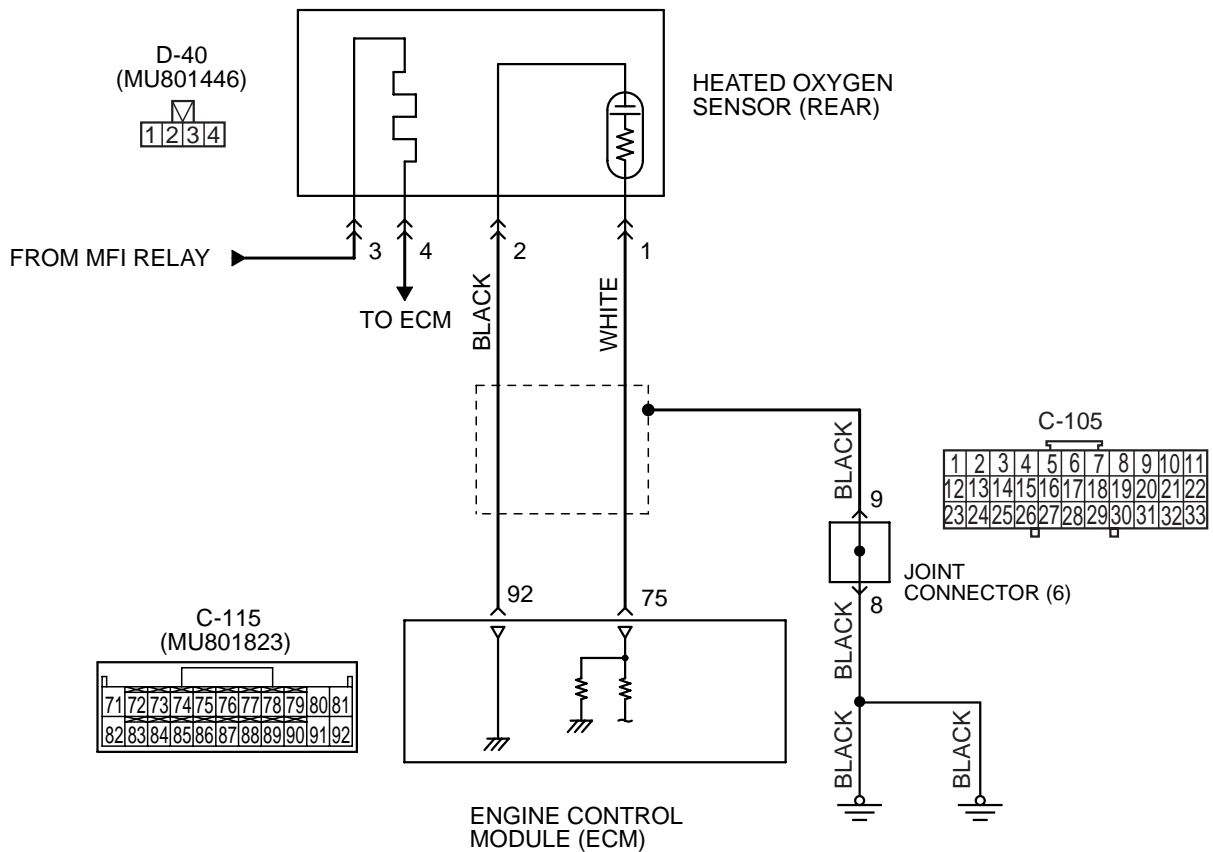 D-40
(MU801446)
1 2 3 4
HEATED OXYGEN
SENSOR (REAR)
FROM MFI RELAY
3
4
2
1
TO ECM
BLACK
WHITE
C-105
1 2 3 4 5 6 7 8 9 10 11
12 13 14 15 16 17 18 19 20 21 22
23 24 25 26 27 28 29 30 31 32 33
BLACK
9
JOINT
CONNECTOR (6)
8
BLACK
92
75
C-115
(MU801823)
71 72 73 74 75 76 77 78 79 80 81
82 83 84 85 86 87 88 89 90 91 92
BLACK
BLACK
ENGINE CONTROL
MODULE (ECM)